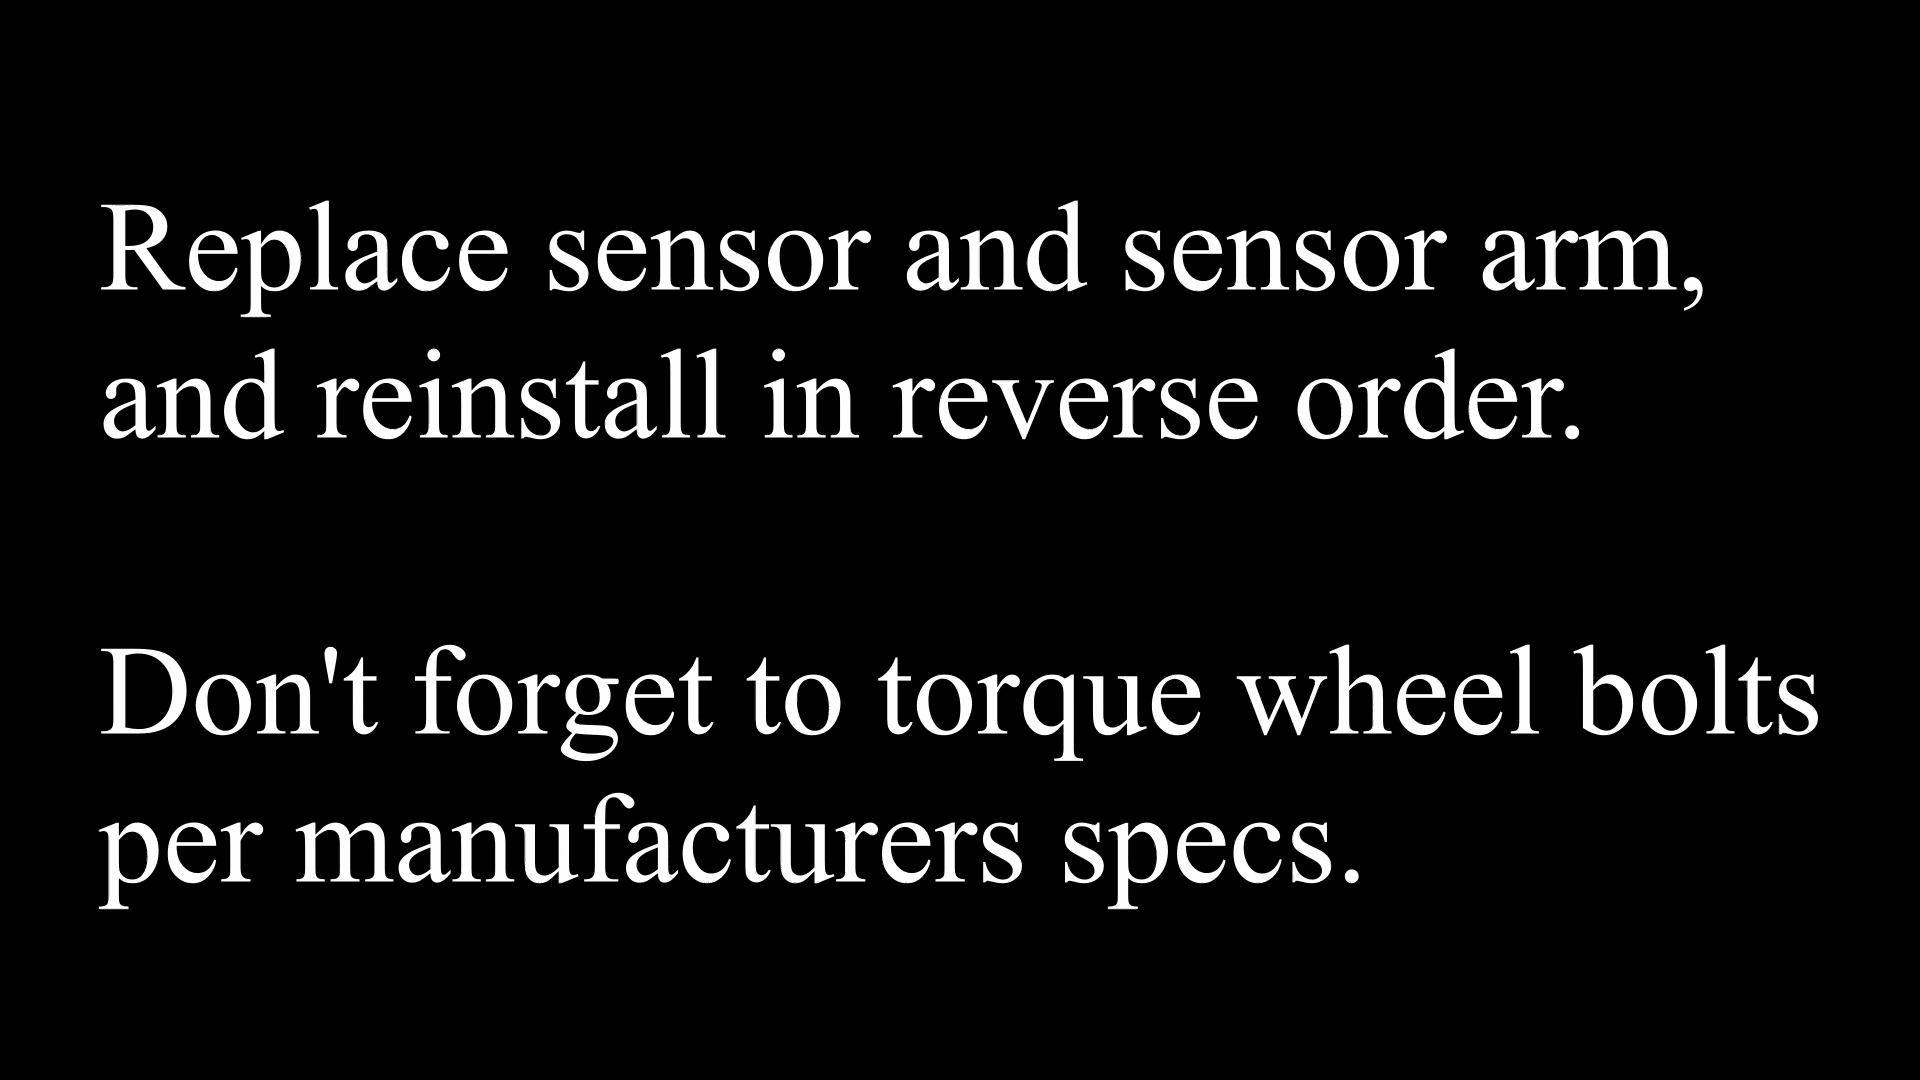 Replace sensor and sensor arm,
and reinstall in reverse order.
Don't forget to torque wheel bolts
per manufacturers specs.